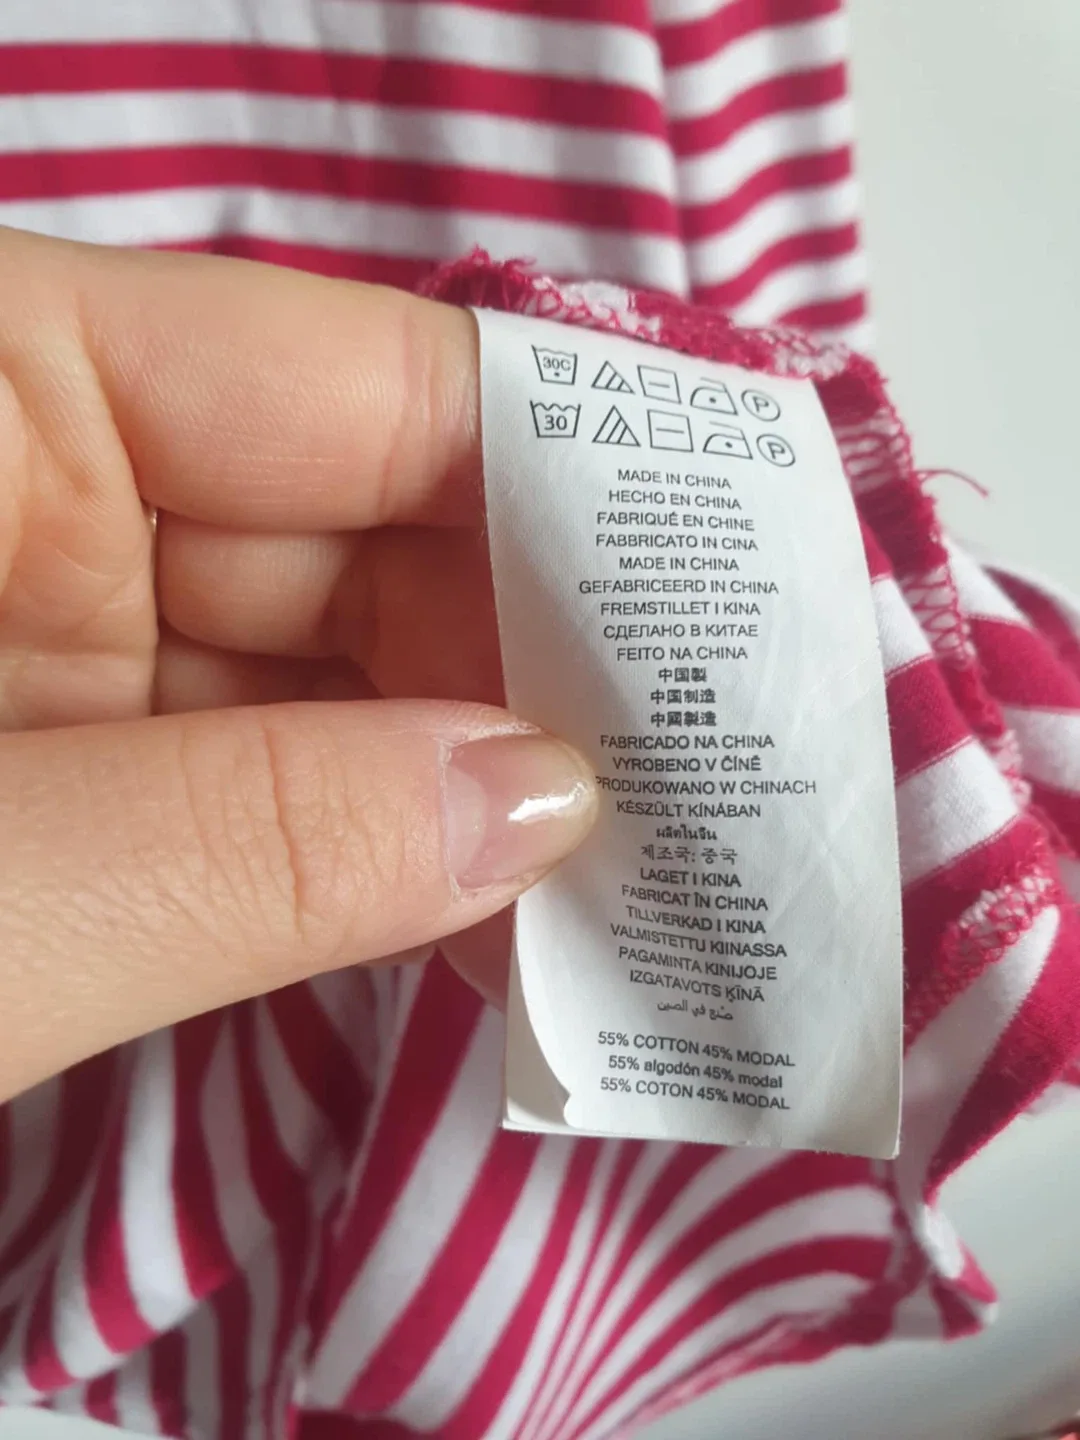 30C P
30 P
MADE IN CHINA
HECHO EN CHINA
FABRIQUÉ EN CHINE
FABBRICATO IN CINA
MADE IN CHINA
GEFABRICEERD IN CHINA
FREMSTILLET I KINA
СДЕЛАНО В КИТАЕ
FEITO NA CHINA
中国製
中国制造
中國製造
FABRICADO NA CHINA
VYROBENO V ČÍNĚ
PRODUKOWANO W CHINACH
KÉSZÜLT KÍNÁBAN
ผลิตในจีน
제조국: 중국
LAGET I KINA
FABRICAT ÎN CHINA
TILLVERKAD I KINA
VALMISTETTU KIINASSA
PAGAMINTA KINIJOJE
IZGATAVOTS ĶĪNĀ
صنع في الصين
55% COTTON 45% MODAL
55% algodón 45% modal
55% COTON 45% MODAL